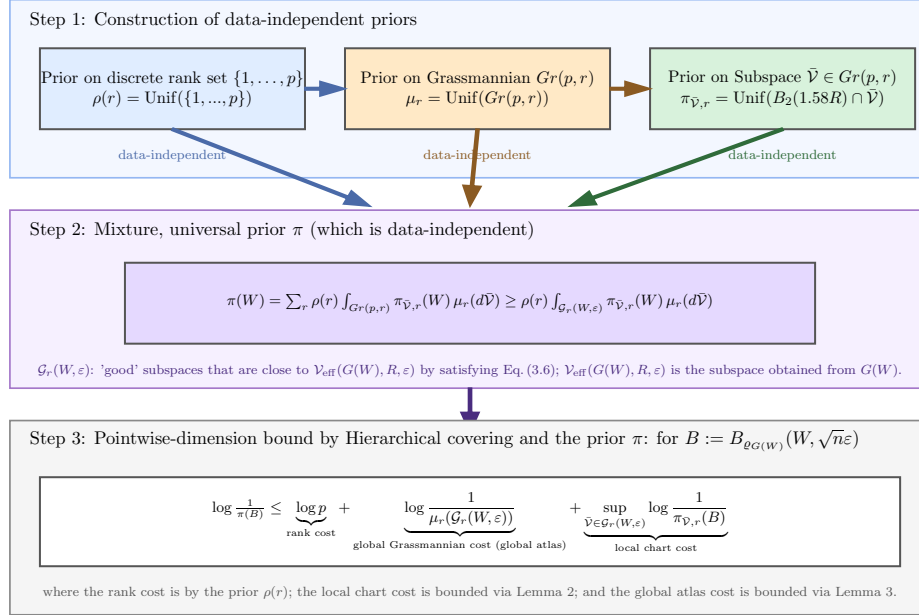 Step 1: Construction of data-independent priors
Prior on discrete rank set {1, . . . , p}
ρ(r) = Unif({1, ..., p})
Prior on Grassmannian Gr(p, r)
μ_r = Unif(Gr(p, r))
Prior on Subspace 𝒱̄ ∈ Gr(p, r)
π_{𝒱̄,r} = Unif(B_2(1.58R) ∩ 𝒱̄)
data-independent
data-independent
data-independent
Step 2: Mixture, universal prior π (which is data-independent)
π(W) = ∑_r ρ(r) ∫_{Gr(p,r)} π_{𝒱̄,r}(W) μ_r(d𝒱̄) ≥ ρ(r) ∫_{𝒢_r(W,ε)} π_{𝒱̄,r}(W) μ_r(d𝒱̄)
𝒢_r(W, ε): 'good' subspaces that are close to 𝒱_eff(G(W), R, ε) by satisfying Eq. (3.6); 𝒱_eff(G(W), R, ε) is the subspace obtained from G(W).
Step 3: Pointwise-dimension bound by Hierarchical covering and the prior π: for B := B_{ϱ_{G(W)}}(W, √nε)
log 1/π(B) ≤ log p + log 1/μ_r(𝒢_r(W, ε)) + sup_{𝒱̄∈𝒢_r(W,ε)} log 1/π_{𝒱̄,r}(B)
rank cost
global Grassmannian cost (global atlas)
local chart cost
where the rank cost is by the prior ρ(r); the local chart cost is bounded via Lemma 2; and the global atlas cost is bounded via Lemma 3.